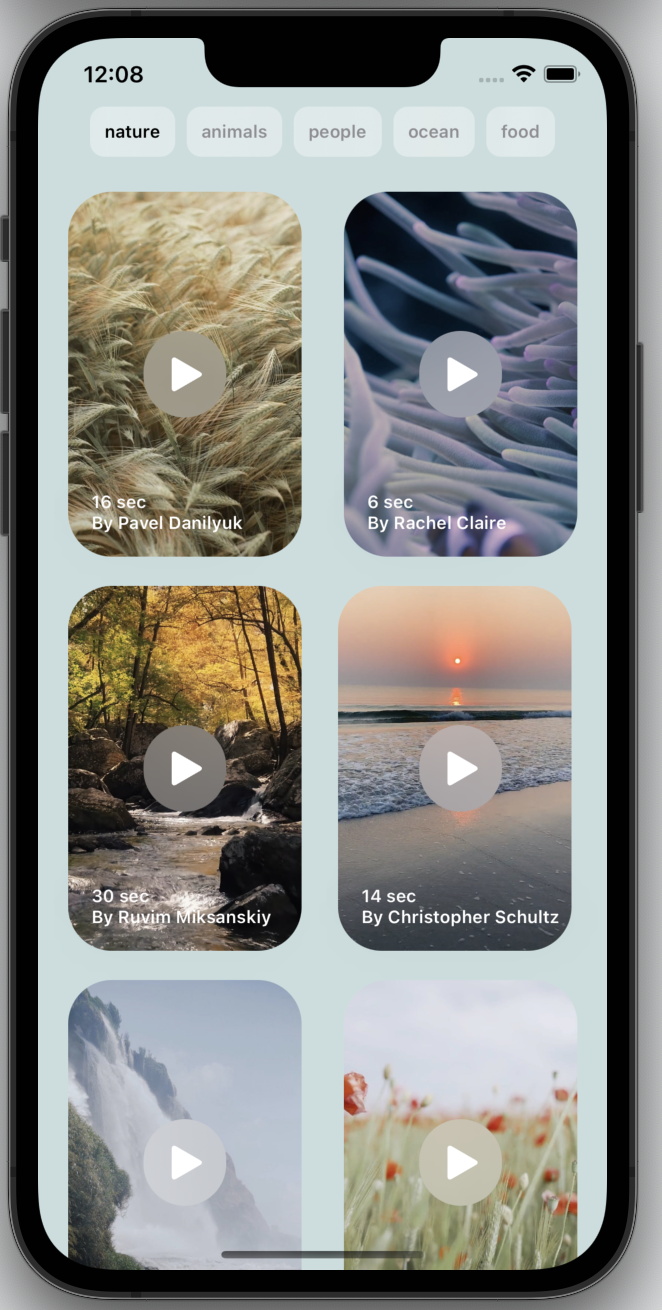 12:08
nature animals people ocean food
16 sec
By Pavel Danilyuk
6 sec
By Rachel Claire
30 sec
By Ruvim Miksanskiy
14 sec
By Christopher Schultz